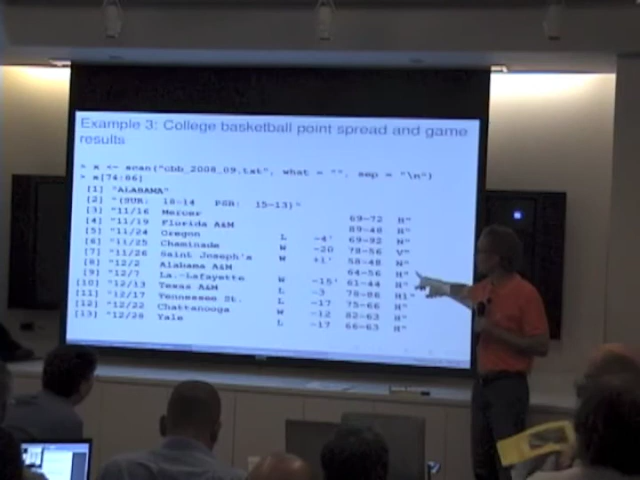 Example 3: College basketball point spread and game
results
> x <- scan("cbb_2008_09.txt", what = "", sep = "\n")
> x[74:86]
[1] "ALABAMA"
[2] "(SUR: 18-14 PSR: 15-13)"
[3] "11/16 Mercer 69-72 H"
[4] "11/19 Florida A&M 89-48 H"
[5] "11/24 Oregon L -4' 69-92 N"
[6] "11/25 Chaminade W -20 78-56 V"
[7] "11/26 Saint Joseph's W +1' 58-48 N"
[8] "12/2 Alabama A&M 64-56 H"
[9] "12/7 La.-Lafayette W -15' 61-44 H"
[10] "12/13 Texas A&M L -3 78-86 H1"
[11] "12/17 Tennessee St. L -17 75-66 H"
[12] "12/22 Chattanooga W -12 82-63 H"
[13] "12/28 Yale L -17 66-63 H"